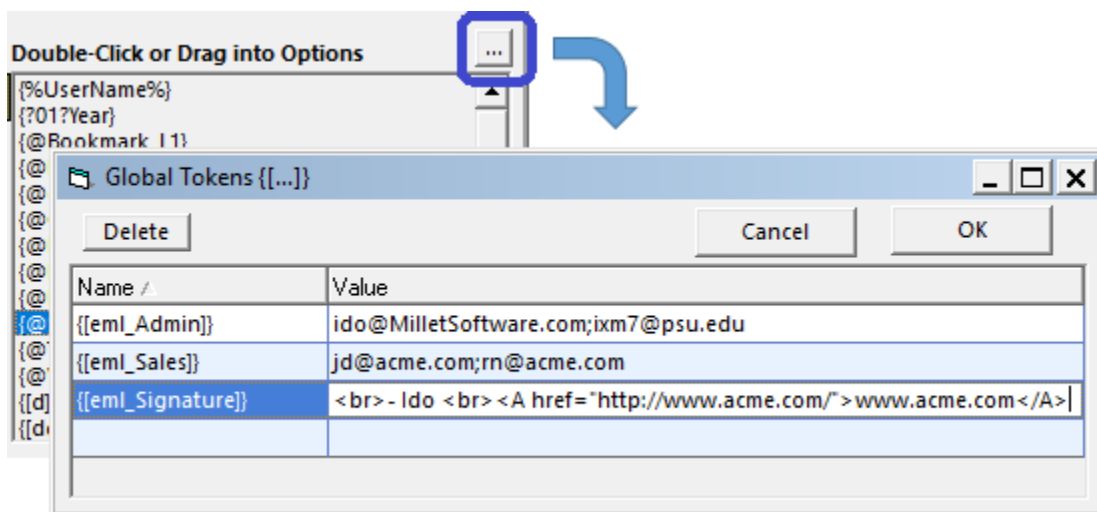 Double-Click or Drag into Options
...
{%UserName%}
{?01?Year}
{@Bookmark_L1}
{@
Global Tokens {[...]}
{@
{@
Delete
Cancel
OK
{@
{@
Name
Value
{@
{@
{[eml_Admin]}
ido@MilletSoftware.com;ixm7@psu.edu
{@
{[eml_Sales]}
jd@acme.com;rn@acme.com
{@
{[d]
{[eml_Signature]}
<br>- Ido <br><A href="http://www.acme.com/">www.acme.com</A>
{[d